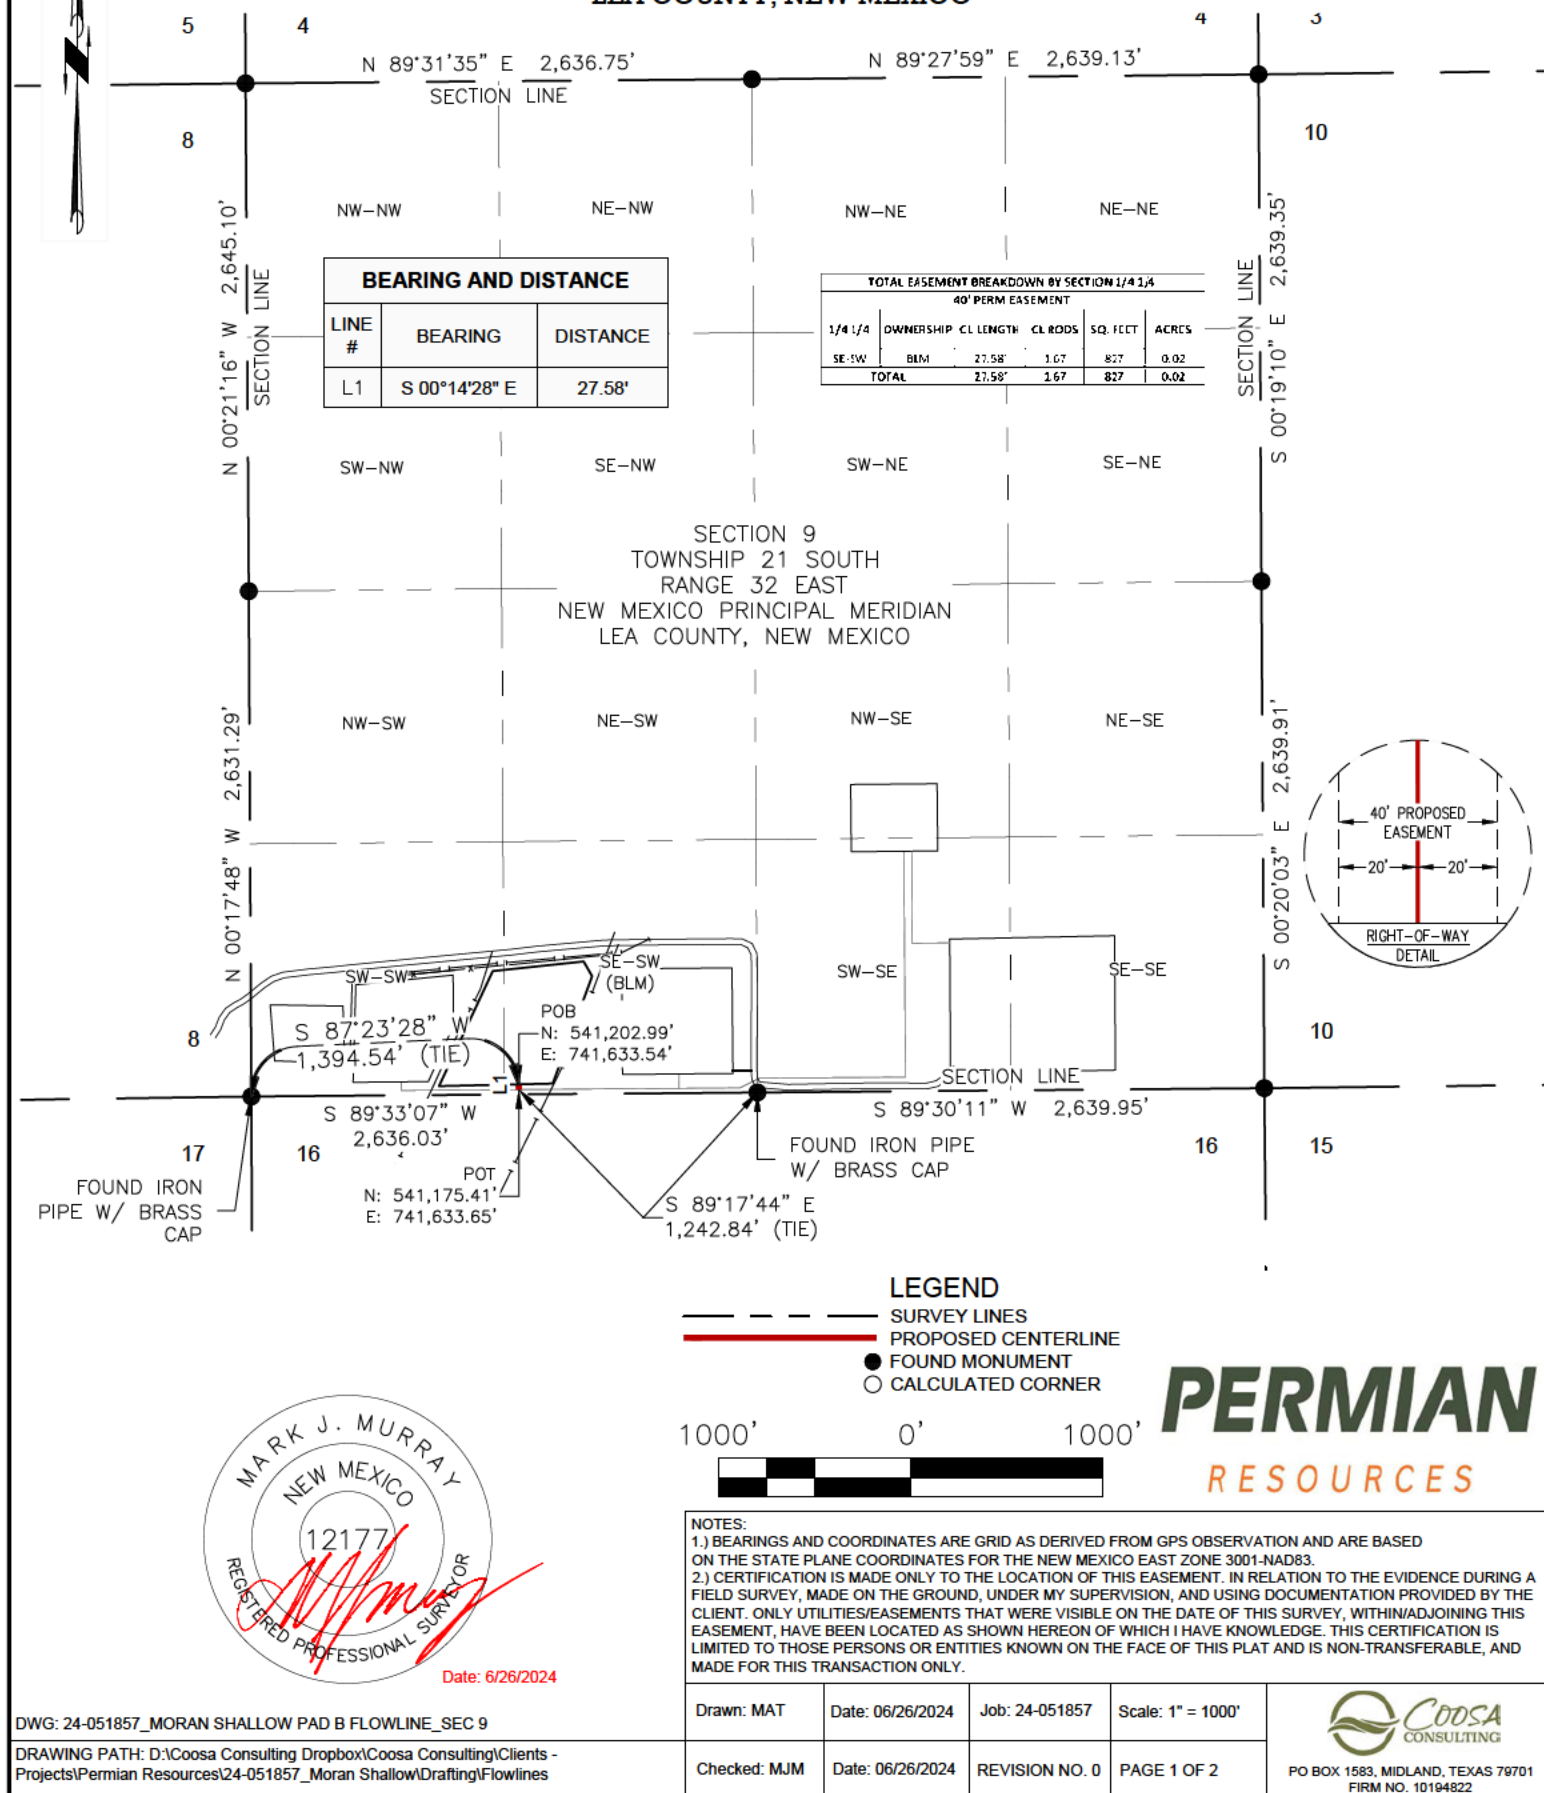 LEA COUNTY, NEW MEXICO
5
4
4
3
N 89°31'35" E 2,636.75'
SECTION LINE
N 89°27'59" E 2,639.13'
8
10
NW-NW
NE-NW
NW-NE
NE-NE
N 00°21'16" W 2,645.10'
SECTION LINE
SECTION LINE
S 00°19'10" E 2,639.35'
BEARING AND DISTANCE
LINE # BEARING DISTANCE
L1 S 00°14'28" E 27.58'
TOTAL EASEMENT BREAKDOWN BY SECTION 1/4 1/4
40' PERM EASEMENT
1/4 1/4 OWNERSHIP CL LENGTH CL RODS SQ. FEET ACRES
SE-SW BLM 27.58' 1.67 827 0.02
TOTAL 27.58' 1.67 827 0.02
SW-NW
SE-NW
SW-NE
SE-NE
SECTION 9
TOWNSHIP 21 SOUTH
RANGE 32 EAST
NEW MEXICO PRINCIPAL MERIDIAN
LEA COUNTY, NEW MEXICO
NW-SW
NE-SW
NW-SE
NE-SE
N 00°17'48" W 2,631.29'
S 00°20'03" E 2,639.91'
40' PROPOSED
EASEMENT
20'
20'
RIGHT-OF-WAY
DETAIL
SW-SW
SE-SW
(BLM)
SW-SE
SE-SE
8
10
S 87°23'28" W
1,394.54' (TIE)
POB
N: 541,202.99'
E: 741,633.54'
L1
SECTION LINE
S 89°33'07" W
2,636.03'
S 89°30'11" W 2,639.95'
17
16
16
15
FOUND IRON
PIPE W/ BRASS
CAP
POT
N: 541,175.41'
E: 741,633.65'
FOUND IRON PIPE
W/ BRASS CAP
S 89°17'44" E
1,242.84' (TIE)
LEGEND
SURVEY LINES
PROPOSED CENTERLINE
FOUND MONUMENT
CALCULATED CORNER
1000' 0' 1000'
PERMIAN
RESOURCES
MARK J. MURRAY
NEW MEXICO
12177
REGISTERED PROFESSIONAL SURVEYOR
Date: 6/26/2024
NOTES:
1.) BEARINGS AND COORDINATES ARE GRID AS DERIVED FROM GPS OBSERVATION AND ARE BASED
ON THE STATE PLANE COORDINATES FOR THE NEW MEXICO EAST ZONE 3001-NAD83.
2.) CERTIFICATION IS MADE ONLY TO THE LOCATION OF THIS EASEMENT. IN RELATION TO THE EVIDENCE DURING A
FIELD SURVEY, MADE ON THE GROUND, UNDER MY SUPERVISION, AND USING DOCUMENTATION PROVIDED BY THE
CLIENT. ONLY UTILITIES/EASEMENTS THAT WERE VISIBLE ON THE DATE OF THIS SURVEY, WITHIN/ADJOINING THIS
EASEMENT, HAVE BEEN LOCATED AS SHOWN HEREON OF WHICH I HAVE KNOWLEDGE. THIS CERTIFICATION IS
LIMITED TO THOSE PERSONS OR ENTITIES KNOWN ON THE FACE OF THIS PLAT AND IS NON-TRANSFERABLE, AND
MADE FOR THIS TRANSACTION ONLY.
DWG: 24-051857_MORAN SHALLOW PAD B FLOWLINE_SEC 9
DRAWING PATH: D:\Coosa Consulting Dropbox\Coosa Consulting\Clients -
Projects\Permian Resources\24-051857_Moran Shallow\Drafting\Flowlines
Drawn: MAT Date: 06/26/2024 Job: 24-051857 Scale: 1" = 1000'
Checked: MJM Date: 06/26/2024 REVISION NO. 0 PAGE 1 OF 2
COOSA
CONSULTING
PO BOX 1583, MIDLAND, TEXAS 79701
FIRM NO. 10194822